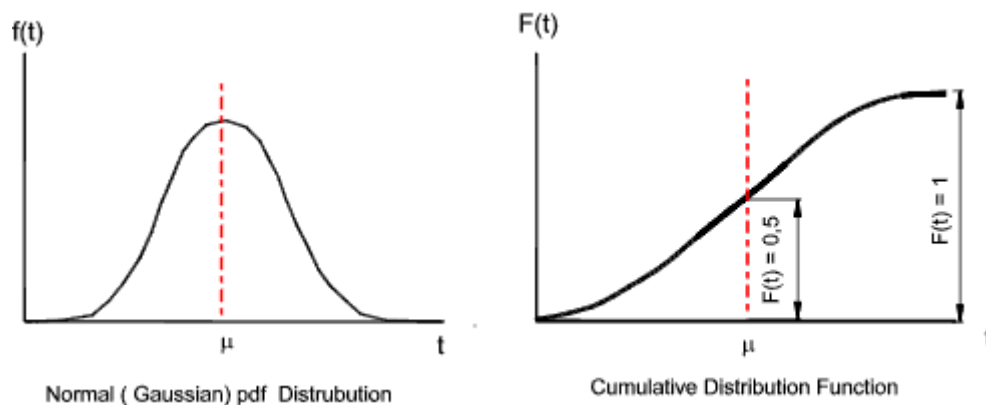 f(t)
μ
t
Normal ( Gaussian) pdf Distrubution
F(t)
F(t) = 0,5
F(t) = 1
μ
t
Cumulative Distribution Function